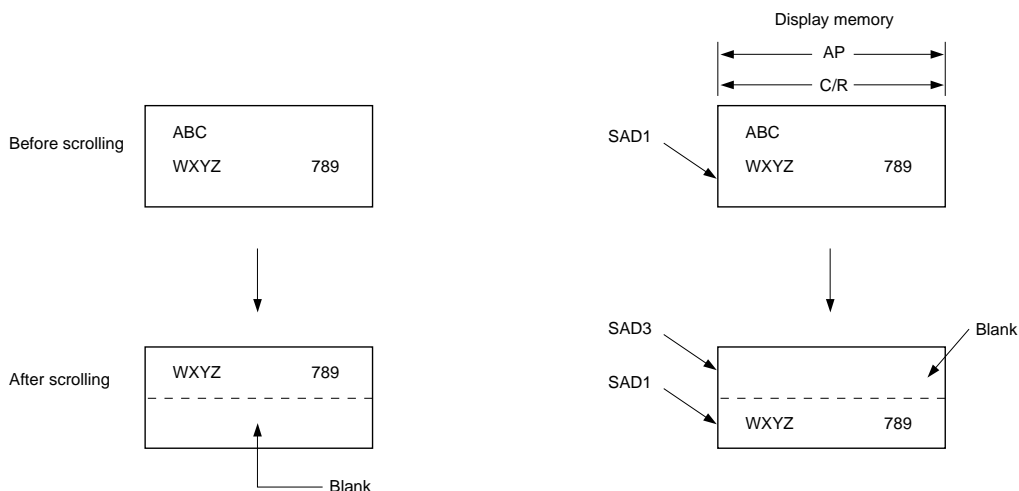 Display memory
AP
C/R
Before scrolling
ABC
WXYZ 789
SAD1
ABC
WXYZ 789
After scrolling
WXYZ 789
Blank
SAD3
SAD1
Blank
WXYZ 789